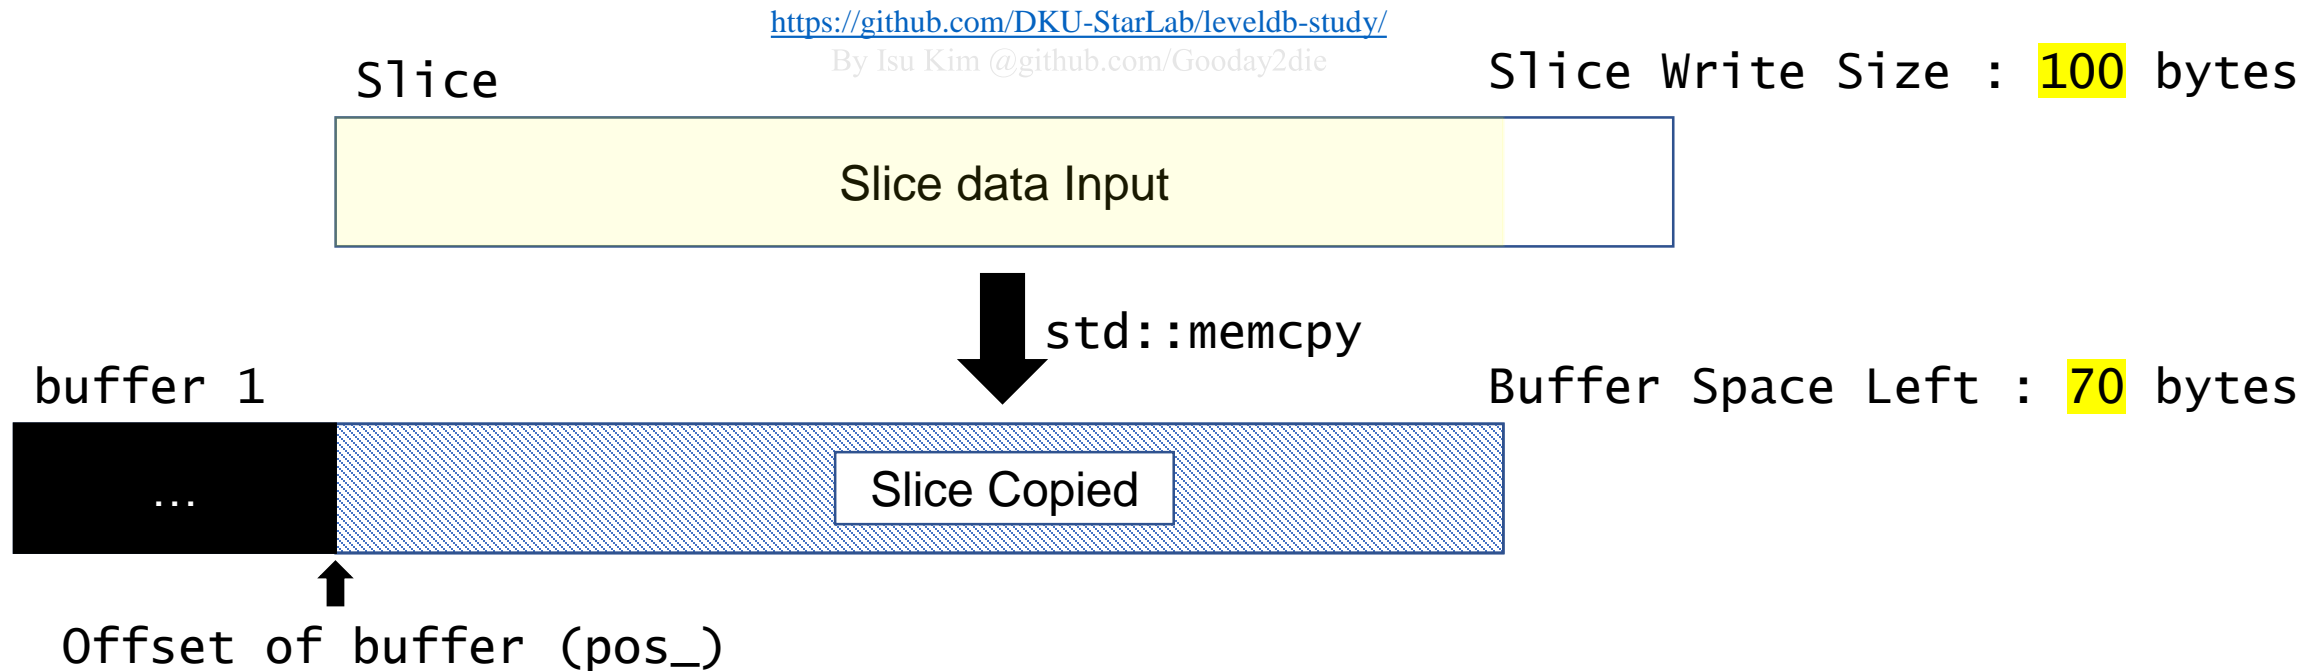 https://github.com/DKU-StarLab/leveldb-study/
By Isu Kim @github.com/Gooday2die
Slice
Slice Write Size : 100 bytes
Slice data Input
std::memcpy
buffer 1
Buffer Space Left : 70 bytes
...
Slice Copied
Offset of buffer (pos_)